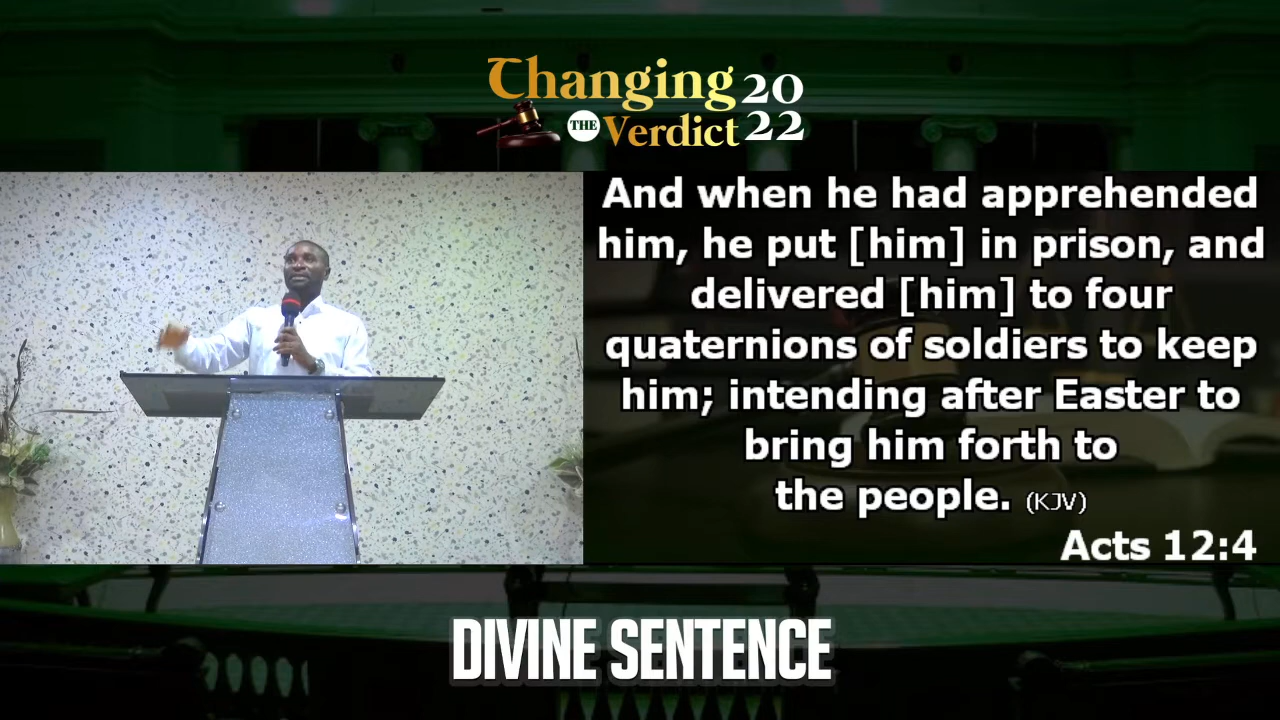 Changing
THE Verdict
2022
And when he had apprehended
him, he put [him] in prison, and
delivered [him] to four
quaternions of soldiers to keep
him; intending after Easter to
bring him forth to
the people. (KJV)
Acts 12:4
DIVINE SENTENCE